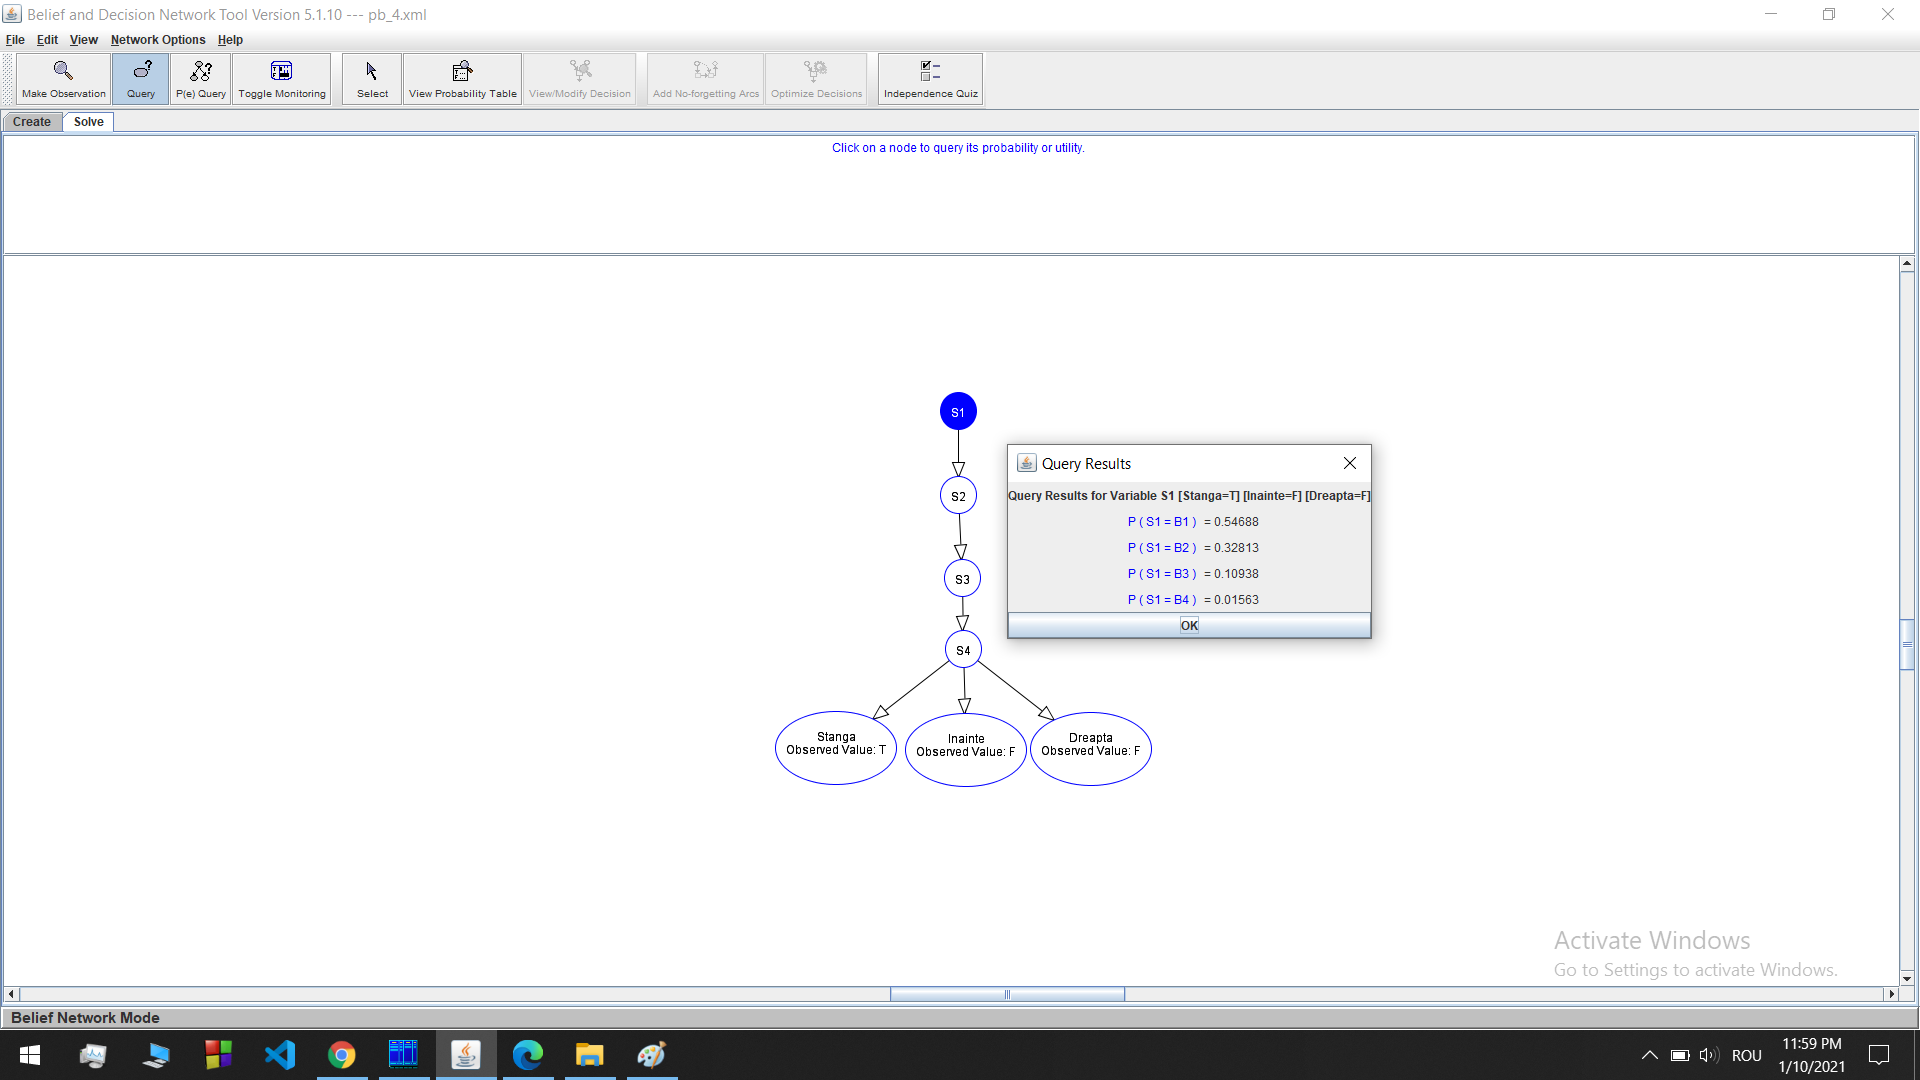 Belief and Decision Network Tool Version 5.1.10 --- pb_4.xml
File Edit View Network Options Help
Make Observation Query P(e) Query Toggle Monitoring Select View Probability Table View/Modify Decision Add No-forgetting Arcs Optimize Decisions Independence Quiz
Create Solve
Click on a node to query its probability or utility.
S1
S2
S3
S4
Stanga
Observed Value: T
Inainte
Observed Value: F
Dreapta
Observed Value: F
Query Results
Query Results for Variable S1 [Stanga=T] [Inainte=F] [Dreapta=F]
P ( S1 = B1 ) = 0.54688
P ( S1 = B2 ) = 0.32813
P ( S1 = B3 ) = 0.10938
P ( S1 = B4 ) = 0.01563
OK
Activate Windows
Go to Settings to activate Windows.
Belief Network Mode
ROU
11:59 PM
1/10/2021